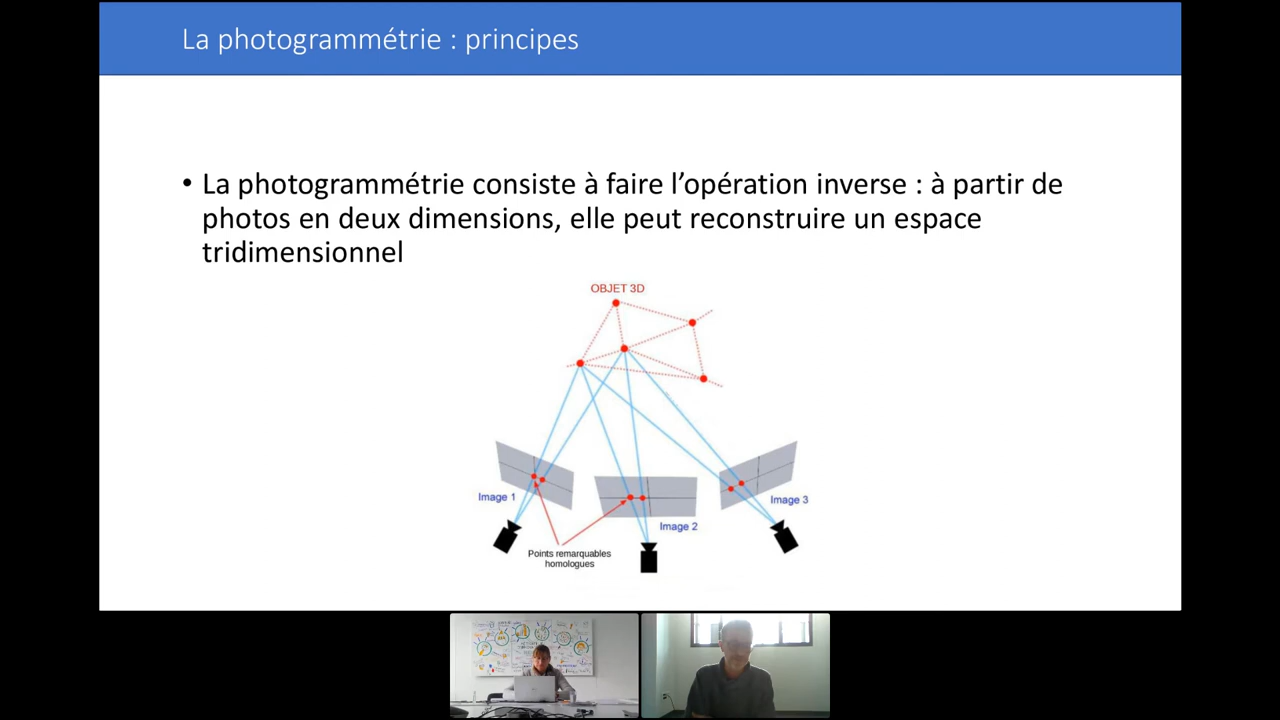 La photogrammétrie : principes
• La photogrammétrie consiste à faire l’opération inverse : à partir de
photos en deux dimensions, elle peut reconstruire un espace
tridimensionnel
OBJET 3D
Image 1
Image 2
Image 3
Points remarquables
homologues